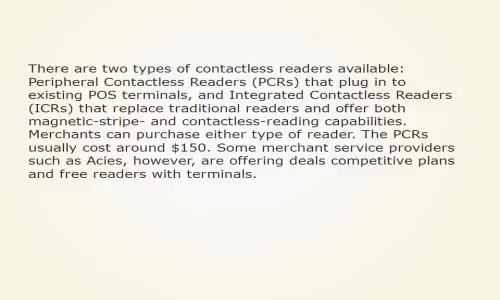 There are two types of contactless readers available:
Peripheral Contactless Readers (PCRs) that plug in to
existing POS terminals, and Integrated Contactless Readers
(ICRs) that replace traditional readers and offer both
magnetic-stripe- and contactless-reading capabilities.
Merchants can purchase either type of reader. The PCRs
usually cost around $150. Some merchant service providers
such as Acies, however, are offering deals competitive plans
and free readers with terminals.